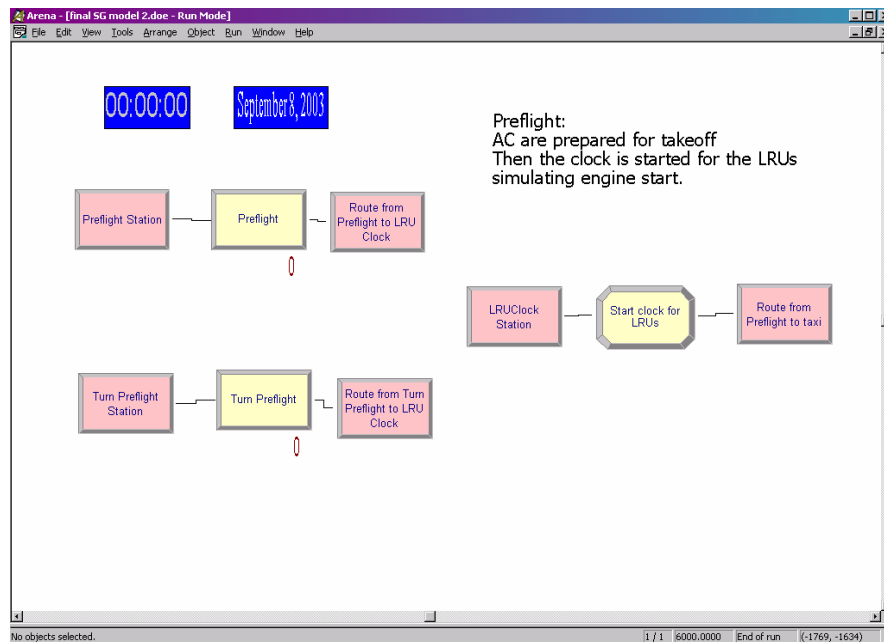 Arena - [final SG model 2.doe - Run Mode]
File Edit View Tools Arrange Object Run Window Help
00:00:00
September 8, 2003
Preflight:
AC are prepared for takeoff
Then the clock is started for the LRUs
simulating engine start.
Preflight Station
Preflight
Route from
Preflight to LRU
Clock
0
LRUClock
Station
Start clock for
LRUs
Route from
Preflight to taxi
Turn Preflight
Station
Turn Preflight
Route from Turn
Preflight to LRU
Clock
0
No objects selected.
1 / 1
6000.0000
End of run
(-1769, -1634)